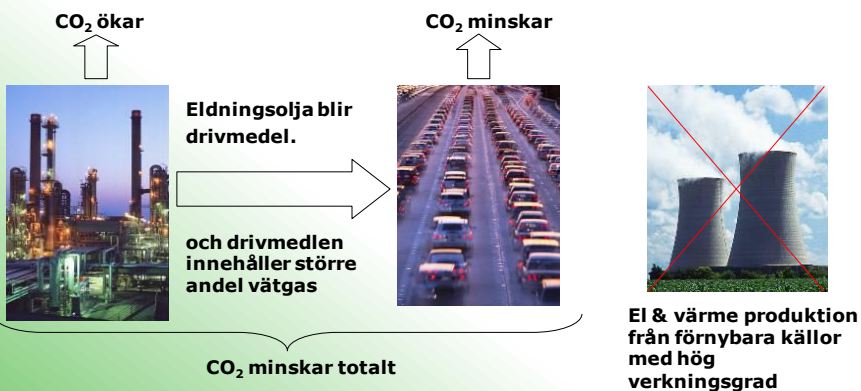 CO₂ ökar
CO₂ minskar
Eldningsolja blir
drivmedel.
och drivmedlen
innehåller större
andel vätgas
CO₂ minskar totalt
El & värme produktion
från förnybara källor
med hög
verkningsgrad